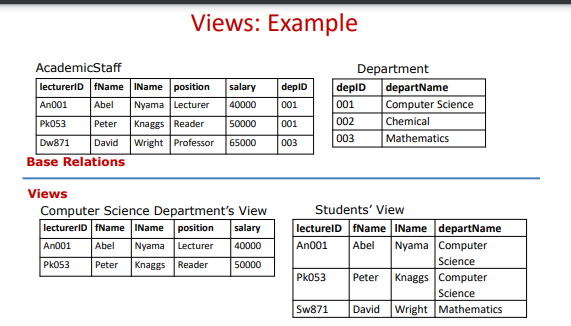 Views: Example
AcademicStaff
Department
lecturerID fName lName position salary depID
An001 Abel Nyama Lecturer 40000 001
Pk053 Peter Knaggs Reader 50000 001
Dw871 David Wright Professor 65000 003
depID departName
001 Computer Science
002 Chemical
003 Mathematics
Base Relations
Views
Computer Science Department’s View
lecturerID fName lName position salary
An001 Abel Nyama Lecturer 40000
Pk053 Peter Knaggs Reader 50000
Students’ View
lecturerID fName lName departName
An001 Abel Nyama Computer
Science
Pk053 Peter Knaggs Computer
Science
Sw871 David Wright Mathematics